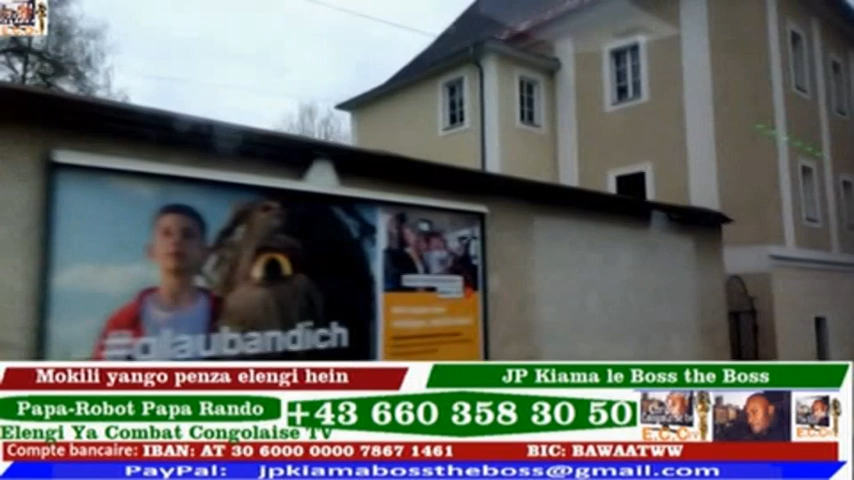 #glaubandich
Mokili yango penza elengi hein
JP Kiama le Boss the Boss
Papa-Robot Papa Rando
+43 660 358 30 50
Elengi Ya Combat Congolaise TV
Compte bancaire: IBAN: AT 30 6000 0000 7867 1461 BIC: BAWAATWW
PayPal: jpkiamabosstheboss@gmail.com